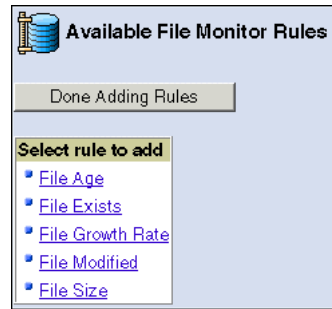 Available File Monitor Rules
Done Adding Rules
Select rule to add
File Age
File Exists
File Growth Rate
File Modified
File Size